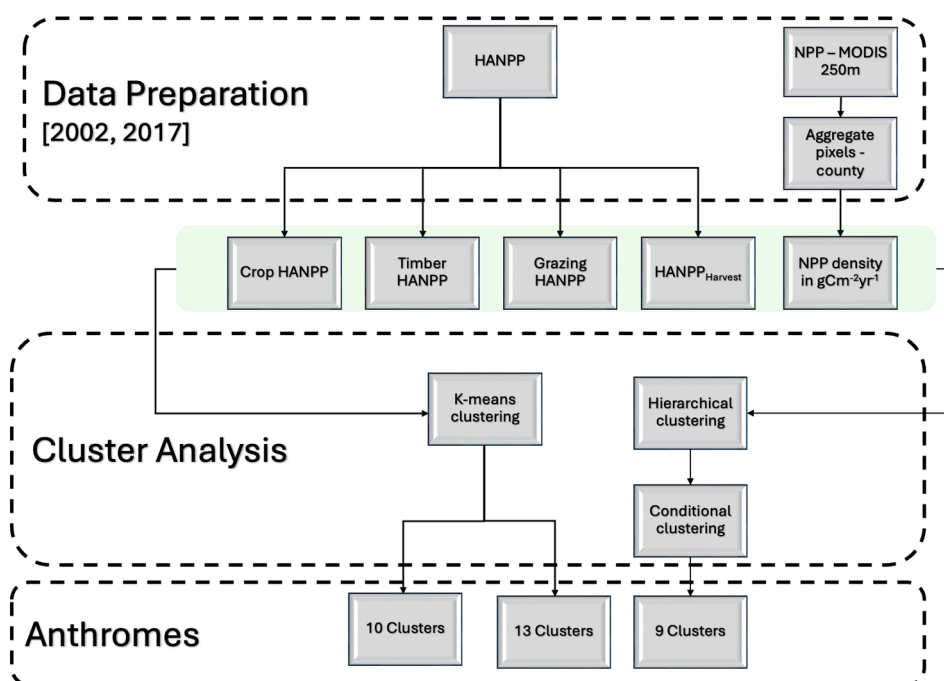 HANPP
NPP – MODIS
250m
Data Preparation
[2002, 2017]
Aggregate
pixels -
county
Crop HANPP
Timber
HANPP
Grazing
HANPP
HANPP_Harvest
NPP density
in gCm⁻²yr⁻¹
K-means
clustering
Hierarchical
clustering
Cluster Analysis
Conditional
clustering
Anthromes
10 Clusters
13 Clusters
9 Clusters